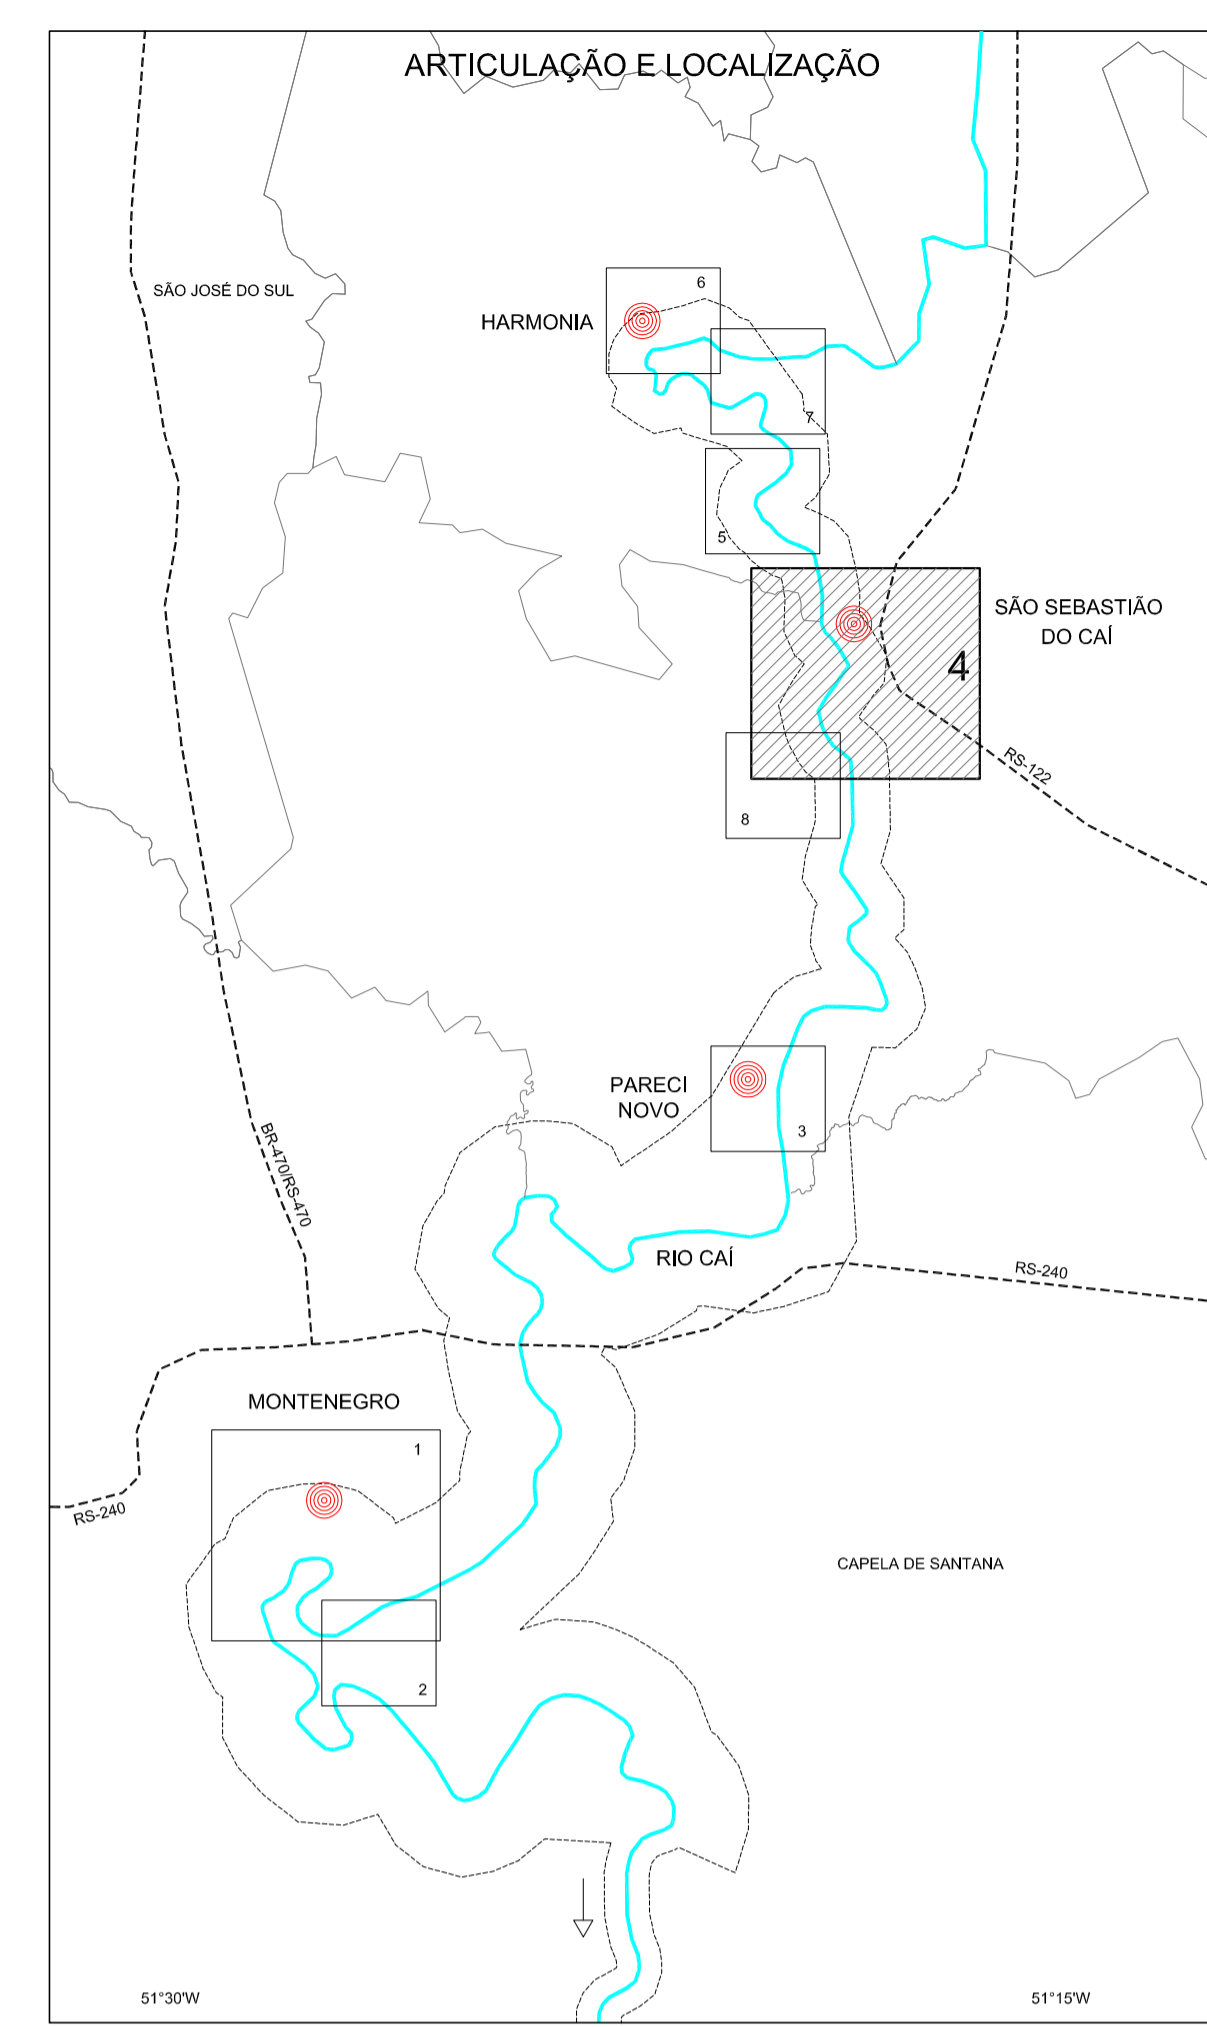 ARTICULAÇÃO E LOCALIZAÇÃO
SÃO JOSÉ DO SUL
6
HARMONIA
7
5
SÃO SEBASTIÃO
DO CAÍ
4
RS-122
8
PARECI
NOVO
3
BR-470/RS-470
RIO CAÍ
RS-240
MONTENEGRO
1
RS-240
CAPELA DE SANTANA
2
51°30'W
51°15'W